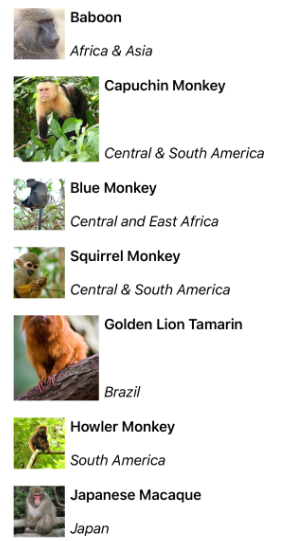 Baboon
Africa & Asia
Capuchin Monkey
Central & South America
Blue Monkey
Central and East Africa
Squirrel Monkey
Central & South America
Golden Lion Tamarin
Brazil
Howler Monkey
South America
Japanese Macaque
Japan